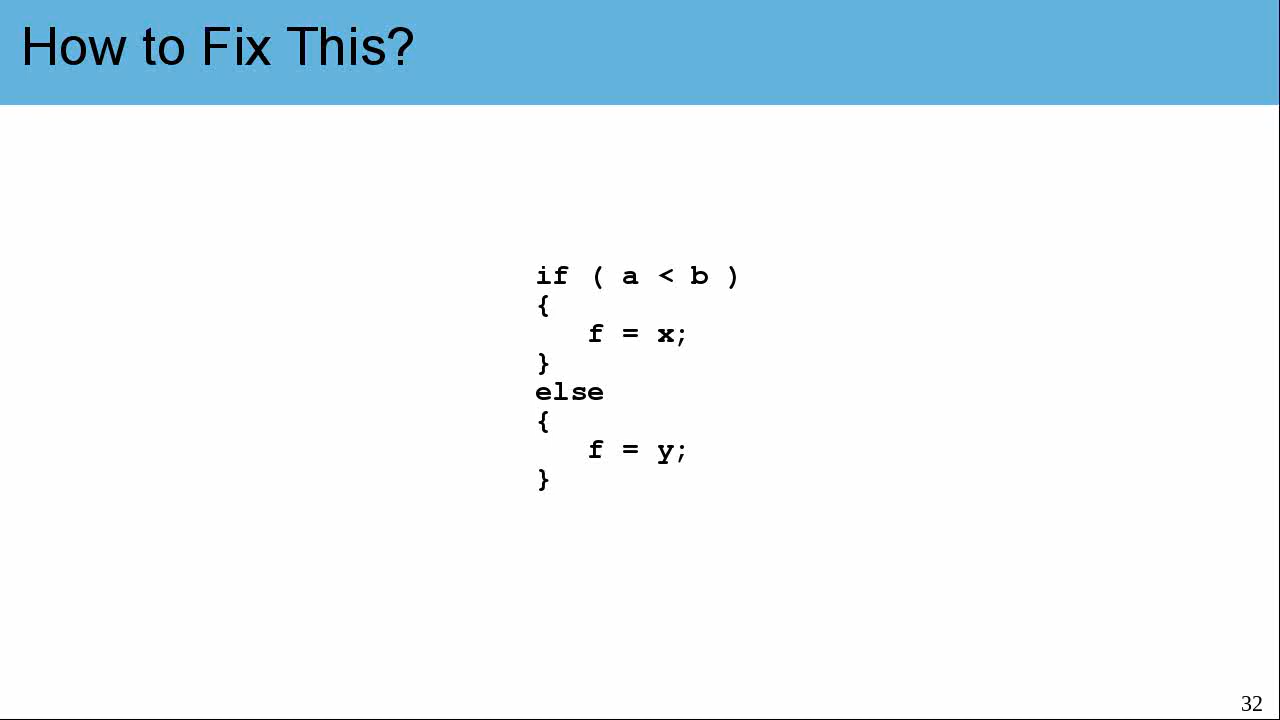 How to Fix This?
if ( a < b )
{
   f = x;
}
else
{
   f = y;
}
32